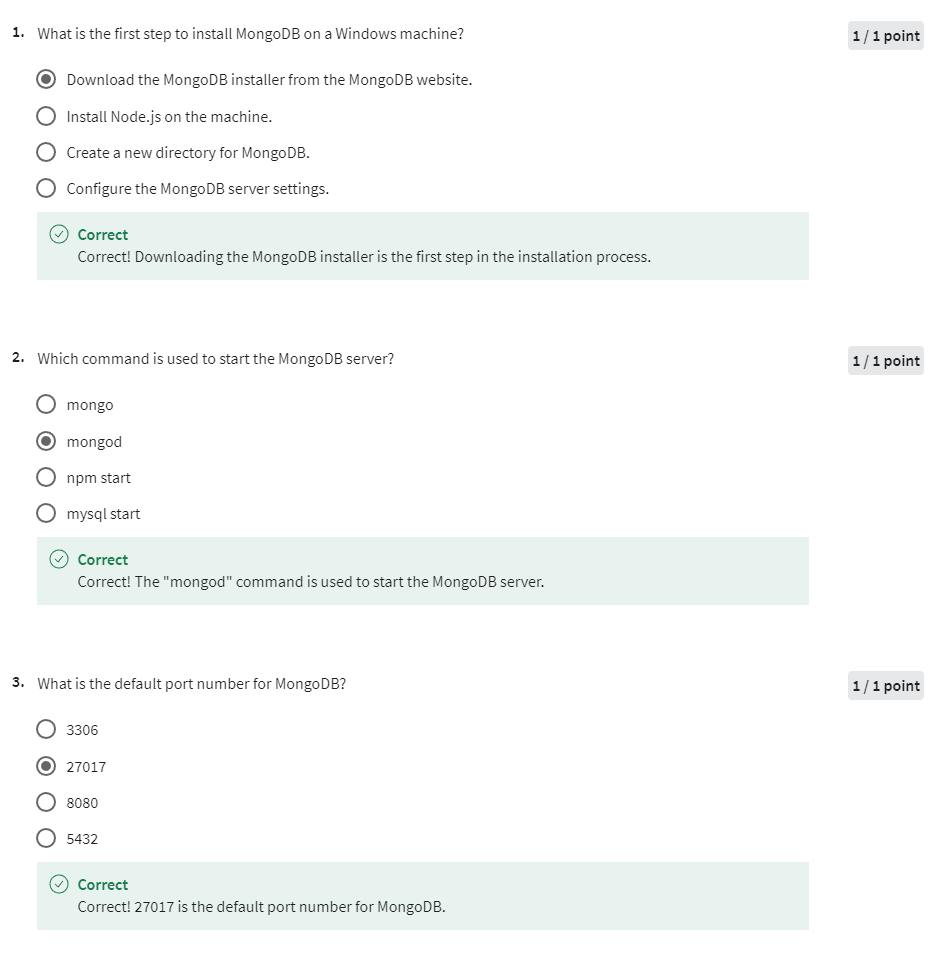 1. What is the first step to install MongoDB on a Windows machine?
1 / 1 point
Download the MongoDB installer from the MongoDB website.
Install Node.js on the machine.
Create a new directory for MongoDB.
Configure the MongoDB server settings.
Correct
Correct! Downloading the MongoDB installer is the first step in the installation process.
2. Which command is used to start the MongoDB server?
1 / 1 point
mongo
mongod
npm start
mysql start
Correct
Correct! The "mongod" command is used to start the MongoDB server.
3. What is the default port number for MongoDB?
1 / 1 point
3306
27017
8080
5432
Correct
Correct! 27017 is the default port number for MongoDB.